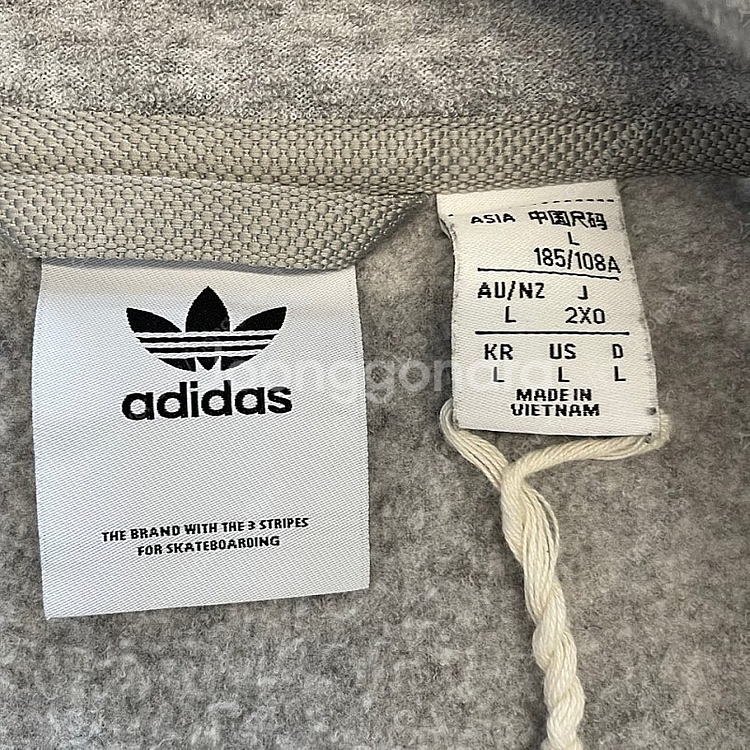 adidas
THE BRAND WITH THE 3 STRIPES
FOR SKATEBOARDING
ASIA 中国尺码
L
185/108A
AU/NZ J
L 2XO
KR US D
L L L
MADE IN
VIETNAM